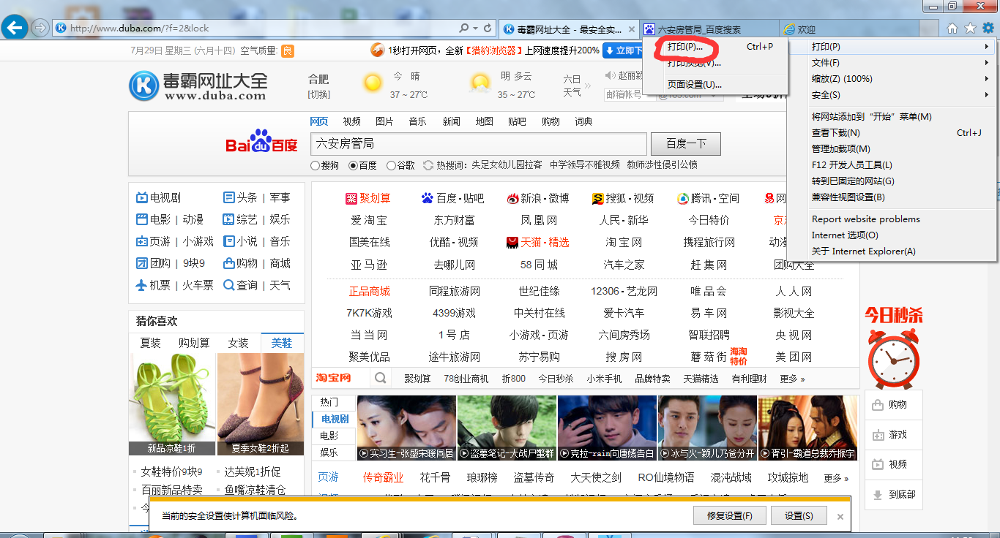 http://www.duba.com/?f=2&lock
毒霸网址大全 - 最安全实...
六安房管局_百度搜索
欢迎
7月29日 星期三 (六月十四) 空气质量: 良
1秒打开网页，全新【猎豹浏览器】上网速度提升200%
立即下
打印(P)... Ctrl+P
打印预览(V)...
页面设置(U)...
打印(P)
文件(F)
缩放(Z) (100%)
安全(S)
将网站添加到“开始”菜单(M)
查看下载(N) Ctrl+J
管理加载项(M)
F12 开发人员工具(L)
转到已固定的网站(G)
兼容性视图设置(B)
Report website problems
Internet 选项(O)
关于 Internet Explorer(A)
毒霸网址大全
www.duba.com
合肥
[切换]
今 晴
37 ~ 27℃
明 多云
35 ~ 27℃
六日
天气
赵丽颖
邮箱帐号
网页 视频 图片 音乐 新闻 地图 贴吧 购物 词典
Bai du 百度
六安房管局
百度一下
搜狗 百度 谷歌 热搜词: 失足女幼儿园拉客 中学领导不雅视频 教师涉性侵引公愤
电视剧 头条 | 军事
电影 | 动漫 综艺 | 娱乐
页游 | 小游戏 小说 | 音乐
团购 | 9块9 购物 | 商城
机票 | 火车票 查询 | 天气
聚划算 百度 - 贴吧 新浪 - 微博 搜狐 - 视频 腾讯 - 空间 网
爱淘宝 东方财富 凤凰网 人民 - 新华 今日特价 京
国美在线 优酷 - 视频 天猫 - 精选 淘宝网 携程旅行网 动漫
亚马逊 去哪儿网 58同城 汽车之家 赶集网 团购大全
正品商城 同程旅游网 世纪佳缘 12306 - 艺龙网 唯品会 人人网
7K7K游戏 4399游戏 中关村在线 爱卡汽车 易车网 影视大全
当当网 1号店 小游戏 - 页游 六间房秀场 智联招聘 央视网
聚美优品 途牛旅游网 苏宁易购 搜房网 蘑菇街 海淘特价 美团网
淘宝网 聚划算 78创业商机 折800 今日秒杀 小米手机 品牌特卖 天猫精选 有利理财 更多 »
猜你喜欢
夏装 购划算 女装 美鞋
新品凉鞋1折
夏季女鞋2折起
女鞋特价9块9 达芙妮1折促
百丽新品特卖 鱼嘴凉鞋清仓
今
热门
电视剧
电影
娱乐
实习生-张盛宋暖同居
盗墓笔记-大战尸蟞群
克拉-rain向唐嫣告白
冰与火-颖儿乃爸分开
宵引-霸道总裁乔振宇
页游 传奇霸业 花千骨 琅琊榜 盗墓传奇 大天使之剑 RO仙境物语 混沌战域 攻城掠地 更多 »
今日秒杀
购物
游戏
视频
到底部
当前的安全设置使计算机面临风险。
修复设置(F)
设置(S)